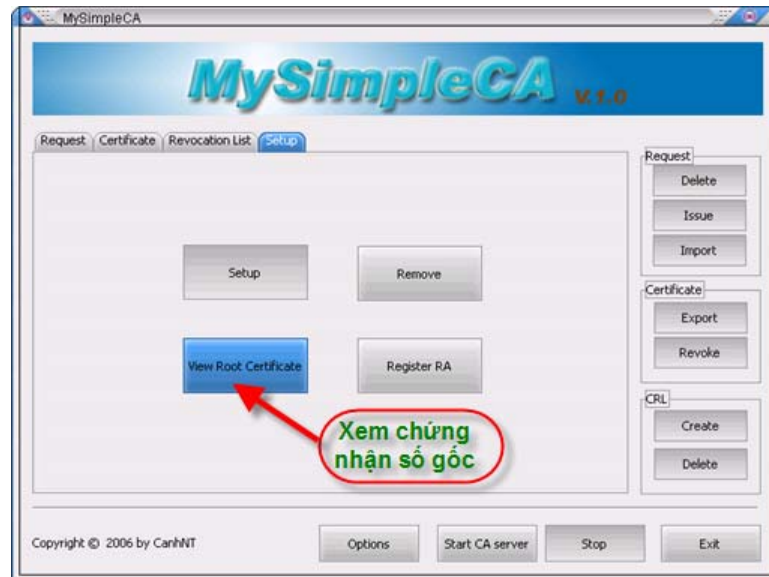 MySimpleCA
MySimpleCA V.1.0
Request Certificate Revocation List Setup
Setup
Remove
View Root Certificate
Register RA
Xem chứng
nhận số gốc
Request
Delete
Issue
Import
Certificate
Export
Revoke
CRL
Create
Delete
Copyright © 2006 by CanhNT
Options
Start CA server
Stop
Exit